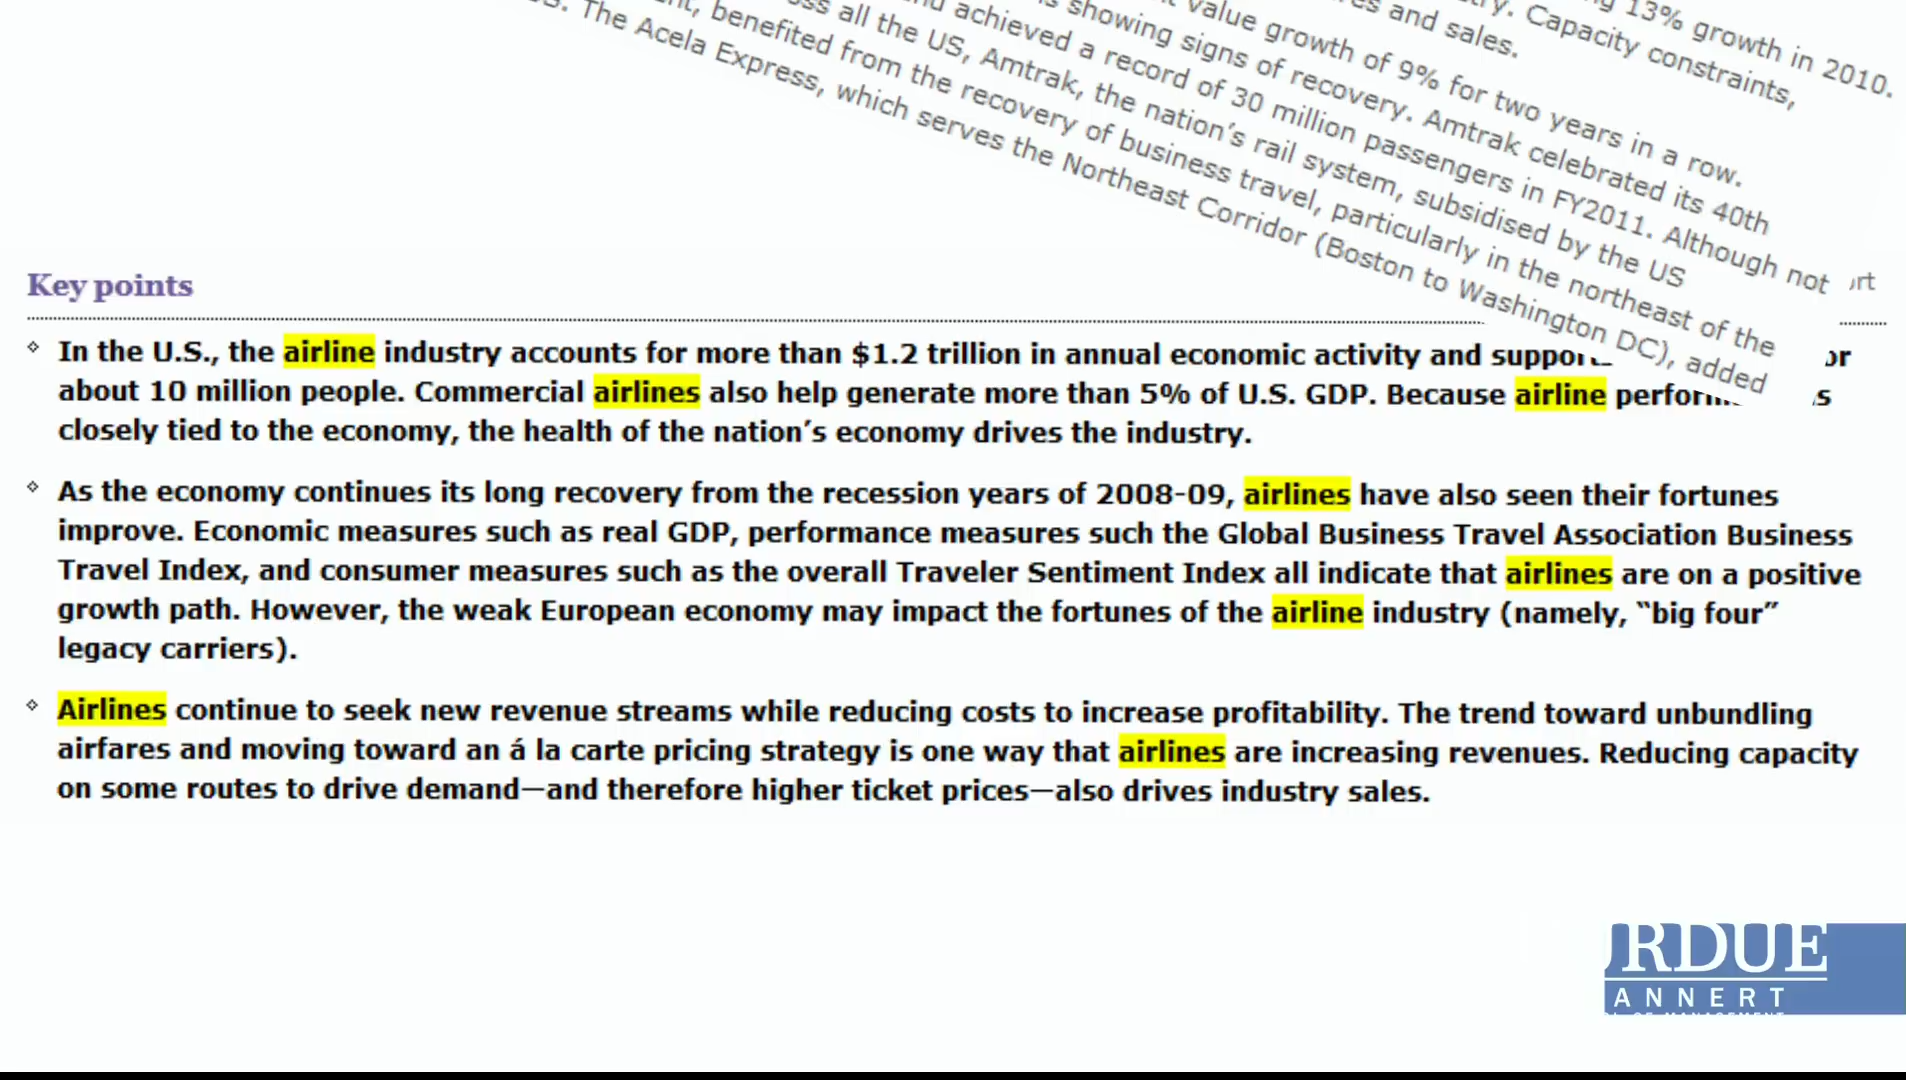 ng 13% growth in 2010.
try. Capacity constraints,
es and sales.
value growth of 9% for two years in a row.
s showing signs of recovery. Amtrak celebrated its 40th
nd achieved a record of 30 million passengers in FY2011. Although not
ss all the US, Amtrak, the nation's rail system, subsidised by the US
nt, benefited from the recovery of business travel, particularly in the northeast of the
The Acela Express, which serves the Northeast Corridor (Boston to Washington DC), added
Key points
In the U.S., the airline industry accounts for more than $1.2 trillion in annual economic activity and
about 10 million people. Commercial airlines also help generate more than 5% of U.S. GDP. Because airline
closely tied to the economy, the health of the nation's economy drives the industry.
As the economy continues its long recovery from the recession years of 2008-09, airlines have also seen their fortunes
improve. Economic measures such as real GDP, performance measures such the Global Business Travel Association Business
Travel Index, and consumer measures such as the overall Traveler Sentiment Index all indicate that airlines are on a positive
growth path. However, the weak European economy may impact the fortunes of the airline industry (namely, "big four"
legacy carriers).
Airlines continue to seek new revenue streams while reducing costs to increase profitability. The trend toward unbundling
airfares and moving toward an á la carte pricing strategy is one way that airlines are increasing revenues. Reducing capacity
on some routes to drive demand—and therefore higher ticket prices—also drives industry sales.
URDUE
ANNERT
OF MANAGEMENT